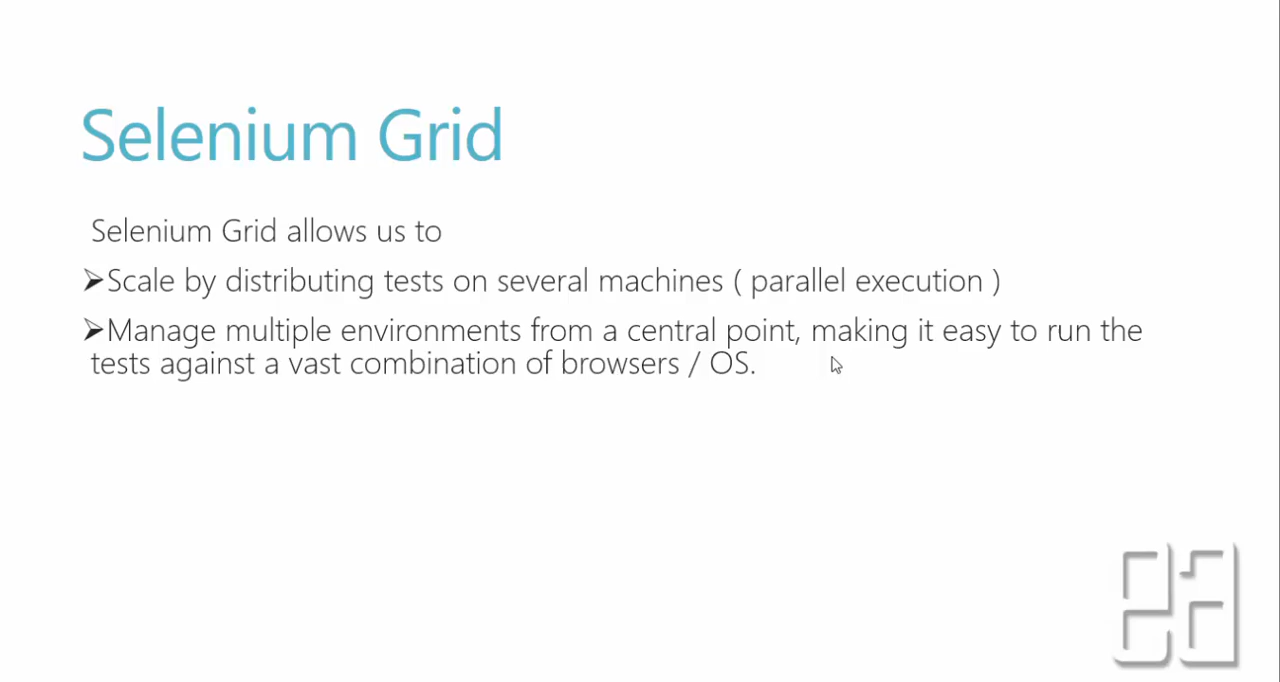 Selenium Grid
Selenium Grid allows us to
➢Scale by distributing tests on several machines ( parallel execution )
➢Manage multiple environments from a central point, making it easy to run the
tests against a vast combination of browsers / OS.
ea